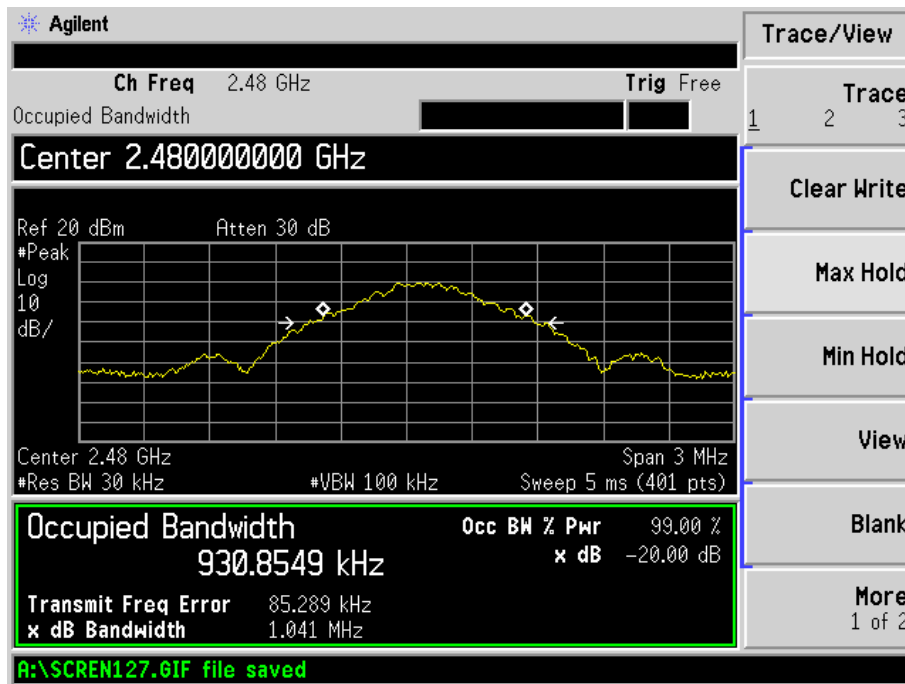 Agilent
Trace/View
Ch Freq 2.48 GHz Trig Free
Occupied Bandwidth
Trace
1 2 3
Center 2.480000000 GHz
Clear Write
Ref 20 dBm Atten 30 dB
#Peak
Log
10
dB/
Max Hold
Min Hold
View
Center 2.48 GHz Span 3 MHz
#Res BW 30 kHz #VBW 100 kHz Sweep 5 ms (401 pts)
Occupied Bandwidth
930.8549 kHz
Occ BW % Pwr 99.00 %
x dB -20.00 dB
Blank
Transmit Freq Error 85.289 kHz
x dB Bandwidth 1.041 MHz
More
1 of 2
A:\SCREN127.GIF file saved